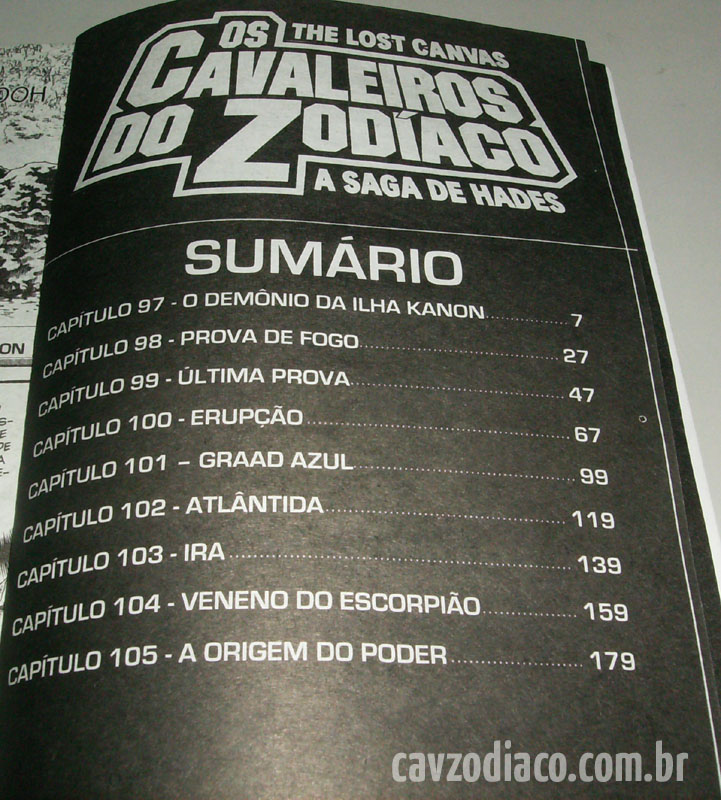 OOH
ON
S-
E
PE
A
E-
OS
THE LOST CANVAS
CAVALEIROS
DO ZODÍACO
A SAGA DE HADES
SUMÁRIO
CAPÍTULO 97 - O DEMÔNIO DA ILHA KANON 7
CAPÍTULO 98 - PROVA DE FOGO 27
CAPÍTULO 99 - ÚLTIMA PROVA 47
CAPÍTULO 100 - ERUPÇÃO 67
CAPÍTULO 101 – GRAAD AZUL 99
CAPÍTULO 102 - ATLÂNTIDA 119
CAPÍTULO 103 - IRA 139
CAPÍTULO 104 - VENENO DO ESCORPIÃO 159
CAPÍTULO 105 - A ORIGEM DO PODER 179
cavzodiaco.com.br